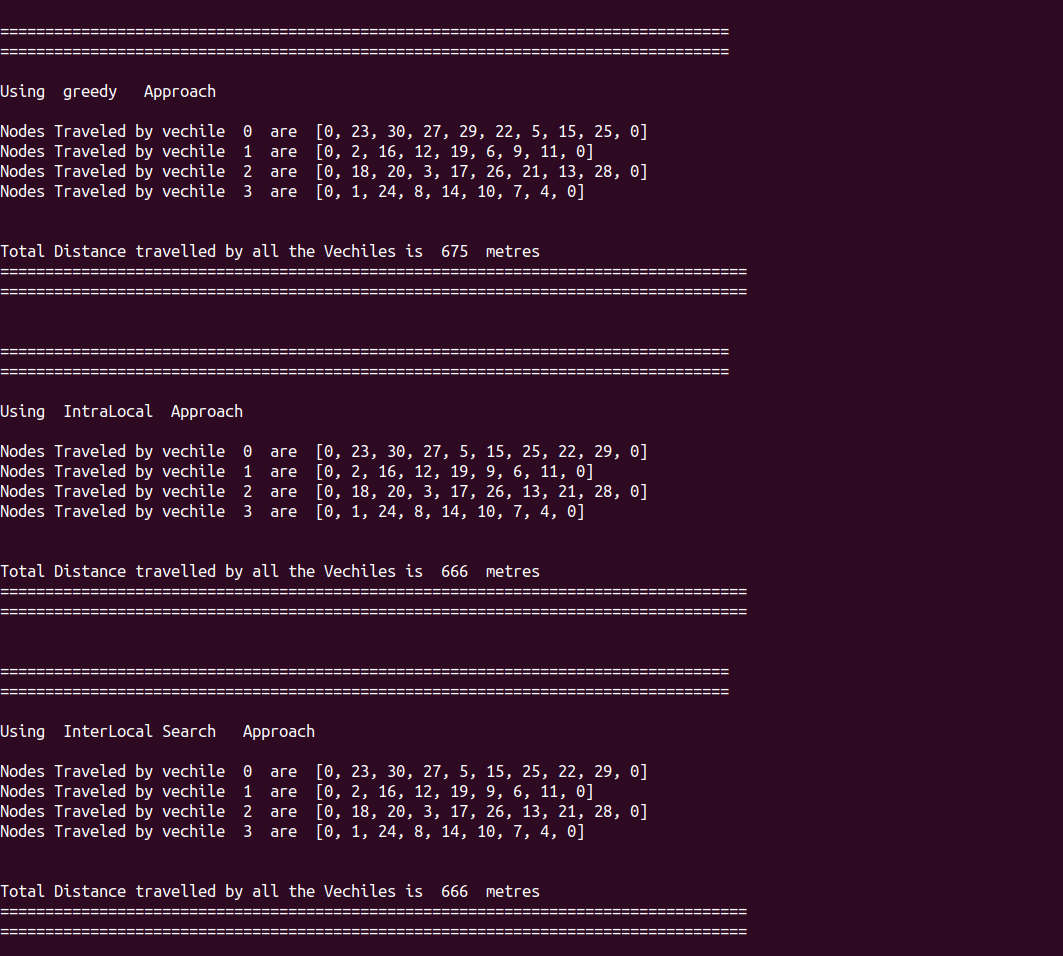 =================================================================================
=================================================================================
Using  greedy   Approach
Nodes Traveled by vechile  0  are  [0, 23, 30, 27, 29, 22, 5, 15, 25, 0]
Nodes Traveled by vechile  1  are  [0, 2, 16, 12, 19, 6, 9, 11, 0]
Nodes Traveled by vechile  2  are  [0, 18, 20, 3, 17, 26, 21, 13, 28, 0]
Nodes Traveled by vechile  3  are  [0, 1, 24, 8, 14, 10, 7, 4, 0]
Total Distance travelled by all the Vechiles is  675  metres
===================================================================================
===================================================================================
=================================================================================
=================================================================================
Using  IntraLocal  Approach
Nodes Traveled by vechile  0  are  [0, 23, 30, 27, 5, 15, 25, 22, 29, 0]
Nodes Traveled by vechile  1  are  [0, 2, 16, 12, 19, 9, 6, 11, 0]
Nodes Traveled by vechile  2  are  [0, 18, 20, 3, 17, 26, 13, 21, 28, 0]
Nodes Traveled by vechile  3  are  [0, 1, 24, 8, 14, 10, 7, 4, 0]
Total Distance travelled by all the Vechiles is  666  metres
===================================================================================
===================================================================================
=================================================================================
=================================================================================
Using  InterLocal Search   Approach
Nodes Traveled by vechile  0  are  [0, 23, 30, 27, 5, 15, 25, 22, 29, 0]
Nodes Traveled by vechile  1  are  [0, 2, 16, 12, 19, 9, 6, 11, 0]
Nodes Traveled by vechile  2  are  [0, 18, 20, 3, 17, 26, 13, 21, 28, 0]
Nodes Traveled by vechile  3  are  [0, 1, 24, 8, 14, 10, 7, 4, 0]
Total Distance travelled by all the Vechiles is  666  metres
===================================================================================
===================================================================================